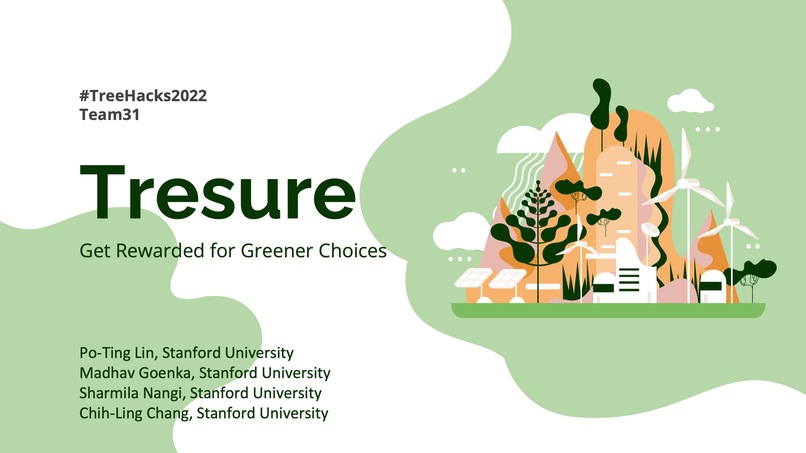 #TreeHacks2022
Team31
Tresure
Get Rewarded for Greener Choices
Po-Ting Lin, Stanford University
Madhav Goenka, Stanford University
Sharmila Nangi, Stanford University
Chih-Ling Chang, Stanford University